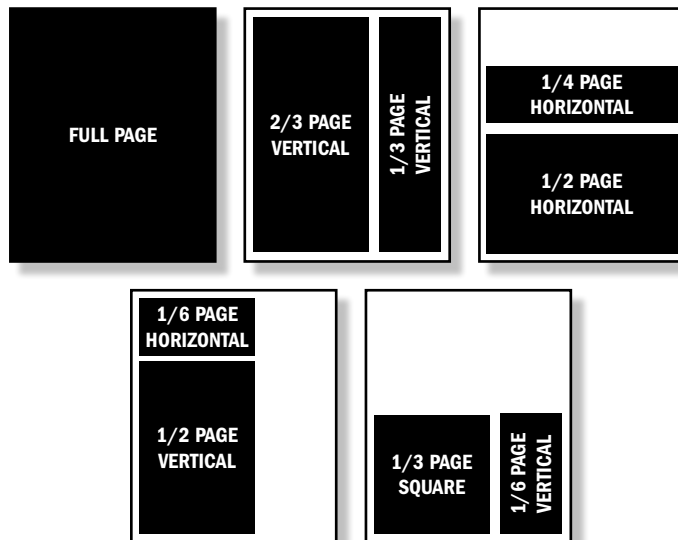 FULL PAGE
2/3 PAGE
VERTICAL
1/3 PAGE
VERTICAL
1/4 PAGE
HORIZONTAL
1/2 PAGE
HORIZONTAL
1/6 PAGE
HORIZONTAL
1/2 PAGE
VERTICAL
1/3 PAGE
SQUARE
1/6 PAGE
VERTICAL